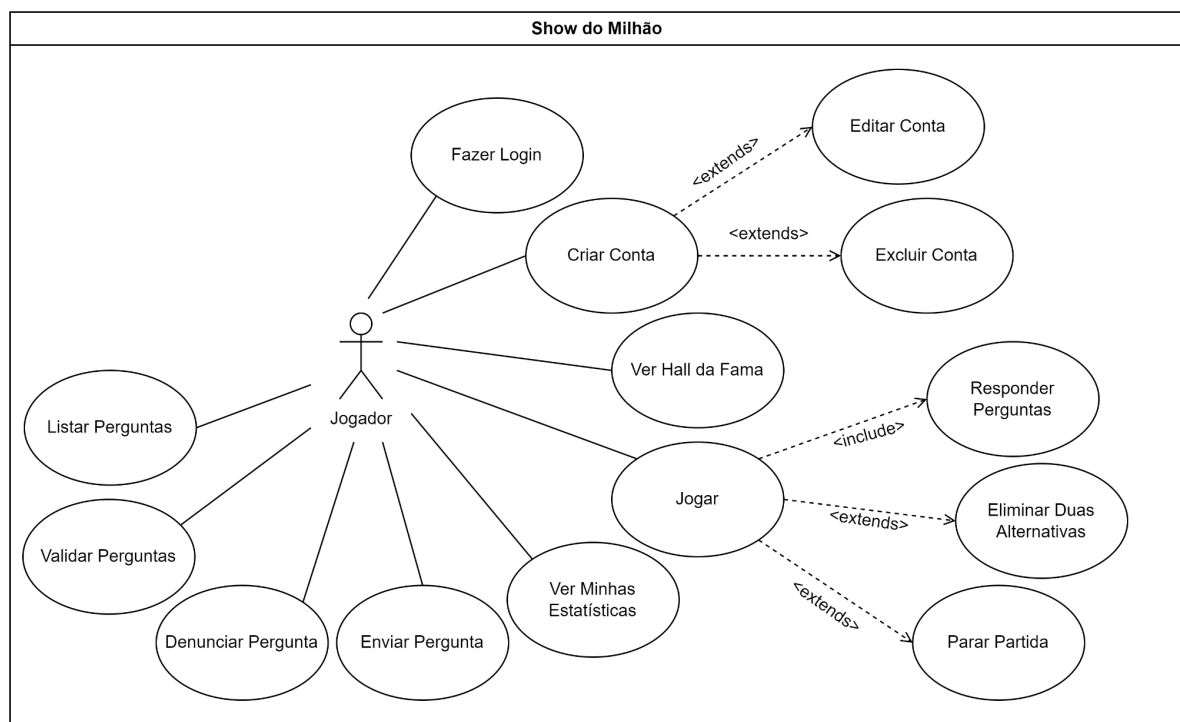 Show do Milhão
Fazer Login
Editar Conta
<extends>
Criar Conta
<extends>
Excluir Conta
Ver Hall da Fama
Jogador
Listar Perguntas
Responder
Perguntas
<include>
Jogar
<extends>
Eliminar Duas
Alternativas
Validar Perguntas
Ver Minhas
Estatísticas
<extends>
Denunciar Pergunta
Enviar Pergunta
Parar Partida